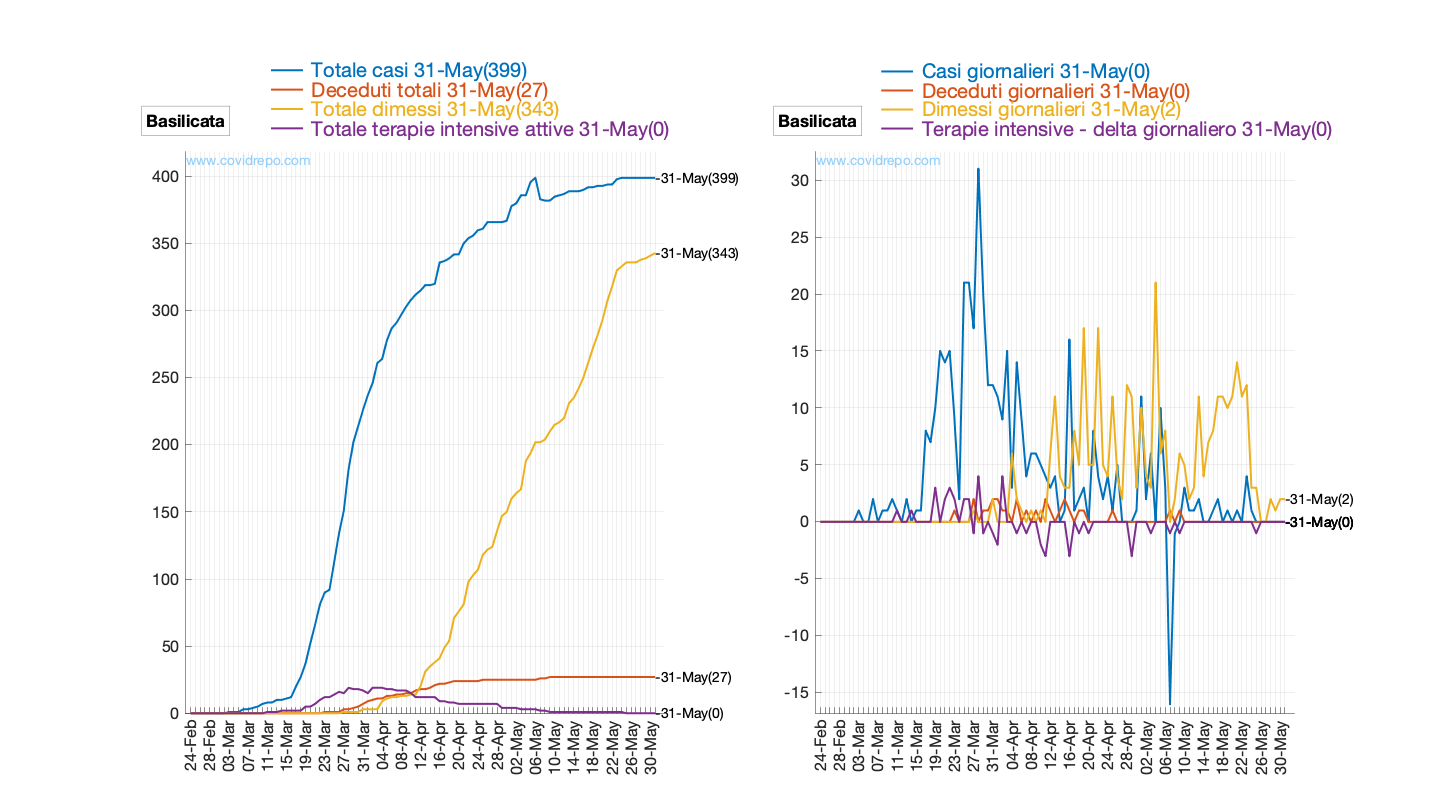 Totale casi 31-May(399)
Deceduti totali 31-May(27)
Totale dimessi 31-May(343)
Totale terapie intensive attive 31-May(0)
Basilicata
www.covidrepo.com
400
350
300
250
200
150
100
50
0
-31-May(399)
-31-May(343)
-31-May(27)
-31-May(0)
24-Feb
28-Feb
03-Mar
07-Mar
11-Mar
15-Mar
19-Mar
23-Mar
27-Mar
31-Mar
04-Apr
08-Apr
12-Apr
16-Apr
20-Apr
24-Apr
28-Apr
02-May
06-May
10-May
14-May
18-May
22-May
26-May
30-May
Casi giornalieri 31-May(0)
Deceduti giornalieri 31-May(0)
Dimessi giornalieri 31-May(2)
Terapie intensive - delta giornaliero 31-May(0)
Basilicata
www.covidrepo.com
30
25
20
15
10
5
0
-5
-10
-15
-31-May(2)
-31-May(0)
24-Feb
28-Feb
03-Mar
07-Mar
11-Mar
15-Mar
19-Mar
23-Mar
27-Mar
31-Mar
04-Apr
08-Apr
12-Apr
16-Apr
20-Apr
24-Apr
28-Apr
02-May
06-May
10-May
14-May
18-May
22-May
26-May
30-May